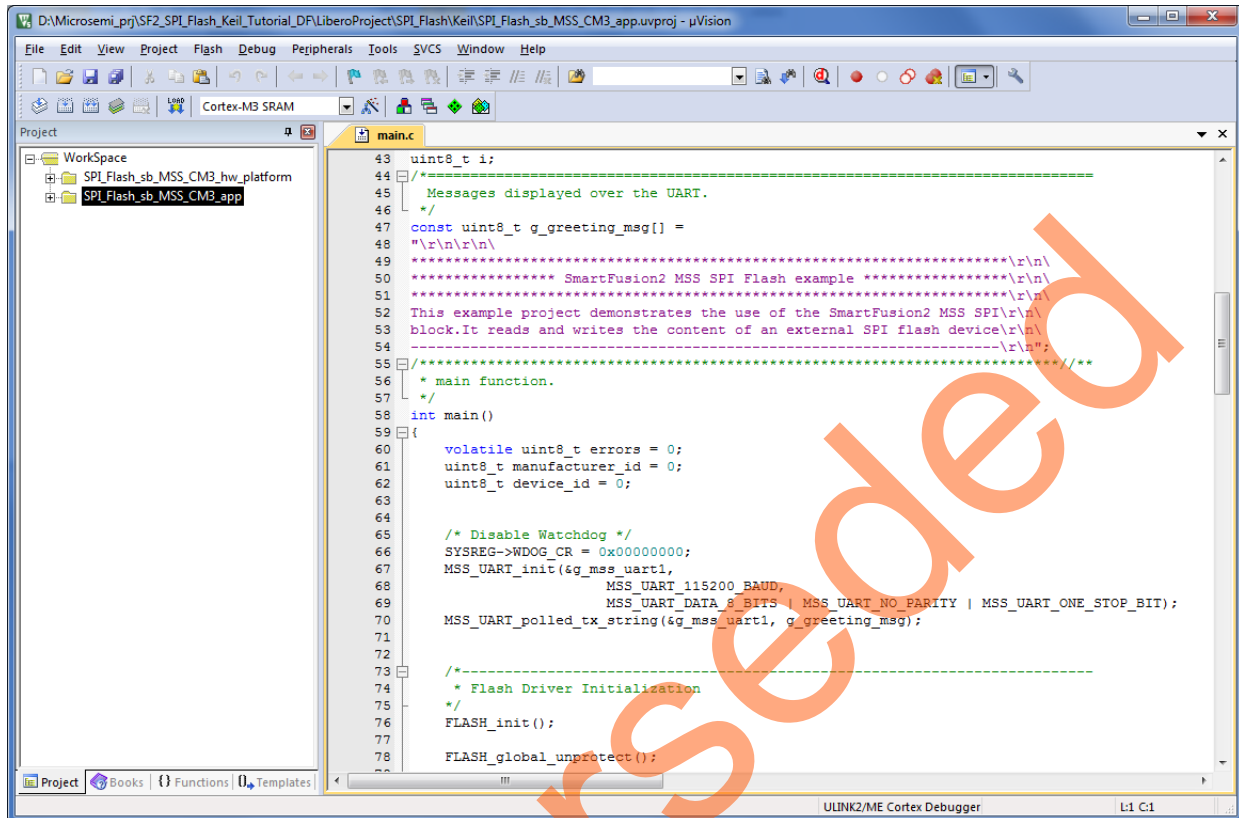 D:\Microsemi_prj\SF2_SPI_Flash_Keil_Tutorial_DF\LiberoProject\SPI_Flash\Keil\SPI_Flash_sb_MSS_CM3_app.uvproj - µVision
File Edit View Project Flash Debug Peripherals Tools SVCS Window Help
LOAD Cortex-M3 SRAM
Project
WorkSpace
SPI_Flash_sb_MSS_CM3_hw_platform
SPI_Flash_sb_MSS_CM3_app
main.c
43 uint8_t i;
44 /*==============================================================================
45 Messages displayed over the UART.
46 */
47 const uint8_t g_greeting_msg[] =
48 "\r\n\r\n\
49 **********************************************************************\r\n\
50 ***************** SmartFusion2 MSS SPI Flash example *****************\r\n\
51 **********************************************************************\r\n\
52 This example project demonstrates the use of the SmartFusion2 MSS SPI\r\n\
53 block.It reads and writes the content of an external SPI flash device\r\n\
54 ---------------------------------------------------------------------\r\n";
55 /***************************************************************************//**
56 * main function.
57 */
58 int main()
59 {
60 volatile uint8_t errors = 0;
61 uint8_t manufacturer_id = 0;
62 uint8_t device_id = 0;
63
64
65 /* Disable Watchdog */
66 SYSREG->WDOG_CR = 0x00000000;
67 MSS_UART_init(&g_mss_uart1,
68 MSS_UART_115200_BAUD,
69 MSS_UART_DATA_8_BITS | MSS_UART_NO_PARITY | MSS_UART_ONE_STOP_BIT);
70 MSS_UART_polled_tx_string(&g_mss_uart1, g_greeting_msg);
71
72
73 /*--------------------------------------------------------------------------
74 * Flash Driver Initialization
75 */
76 FLASH_init();
77
78 FLASH_global_unprotect();
Project Books {} Functions 0 Templates
ULINK2/ME Cortex Debugger L:1 C:1
rseded